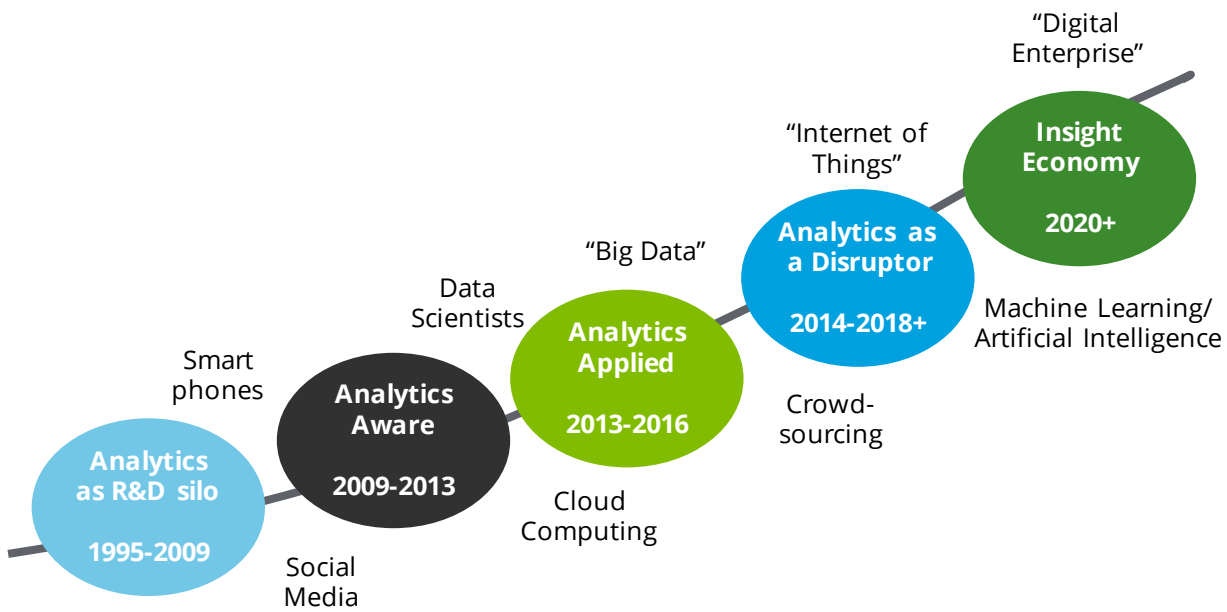 “Digital
Enterprise”
Insight
Economy
2020+
“Internet of
Things”
Analytics as
a Disruptor
2014-2018+
Machine Learning/
Artificial Intelligence
“Big Data”
Data
Scientists
Analytics
Applied
2013-2016
Crowd-
sourcing
Smart
phones
Analytics
Aware
2009-2013
Cloud
Computing
Analytics
as R&D silo
1995-2009
Social
Media